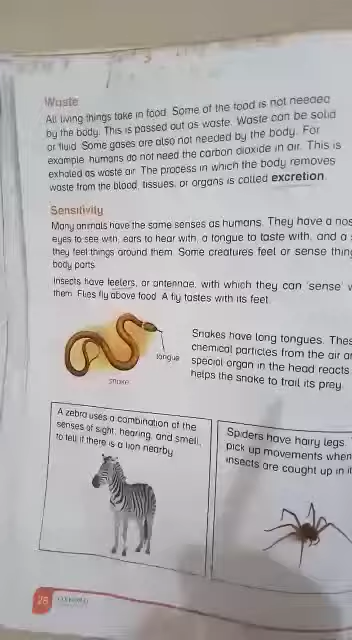 Waste
All living things take in food. Some of the food is not needed
by the body. This is passed out as waste. Waste can be solid
or fluid. Some gases are also not needed by the body. For
example, humans do not need the carbon dioxide in air. This is
exhaled as waste air. The process in which the body removes
waste from the blood, tissues, or organs is called excretion.
Sensitivity
Many animals have the same senses as humans. They have a nos
eyes to see with, ears to hear with, a tongue to taste with, and a
they feel things around them. Some creatures feel or sense thin
body parts.
Insects have feelers, or antennae, with which they can 'sense' w
them. Flies fly above food. A fly tastes with its feet.
Snakes have long tongues. Thes
chemical particles from the air a
special organ in the head reacts
helps the snake to trail its prey.
tongue
snake
A zebra uses a combination of the
senses of sight, hearing, and smell,
to tell if there is a lion nearby.
Spiders have hairy legs.
pick up movements when
insects are caught up in it
28
OXFORD